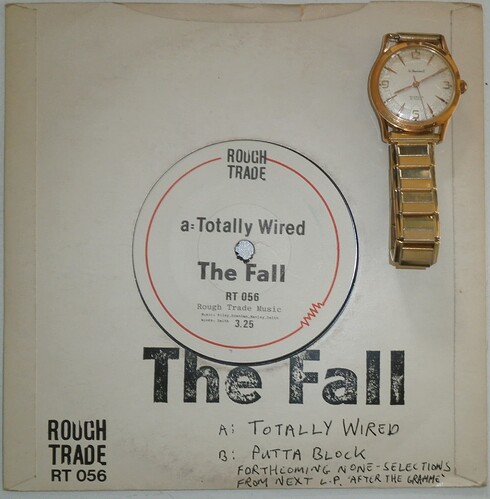 ROUGH
TRADE
a: Totally Wired
The Fall
RT 056
Rough Trade Music
3.25
The Fall
ROUGH
TRADE
RT 056
A: TOTALLY WIRED
B: PUTTA BLOCK
FORTHCOMING NONE-SELECTIONS
FROM NEXT L.P. 'AFTER THE GRAMME'